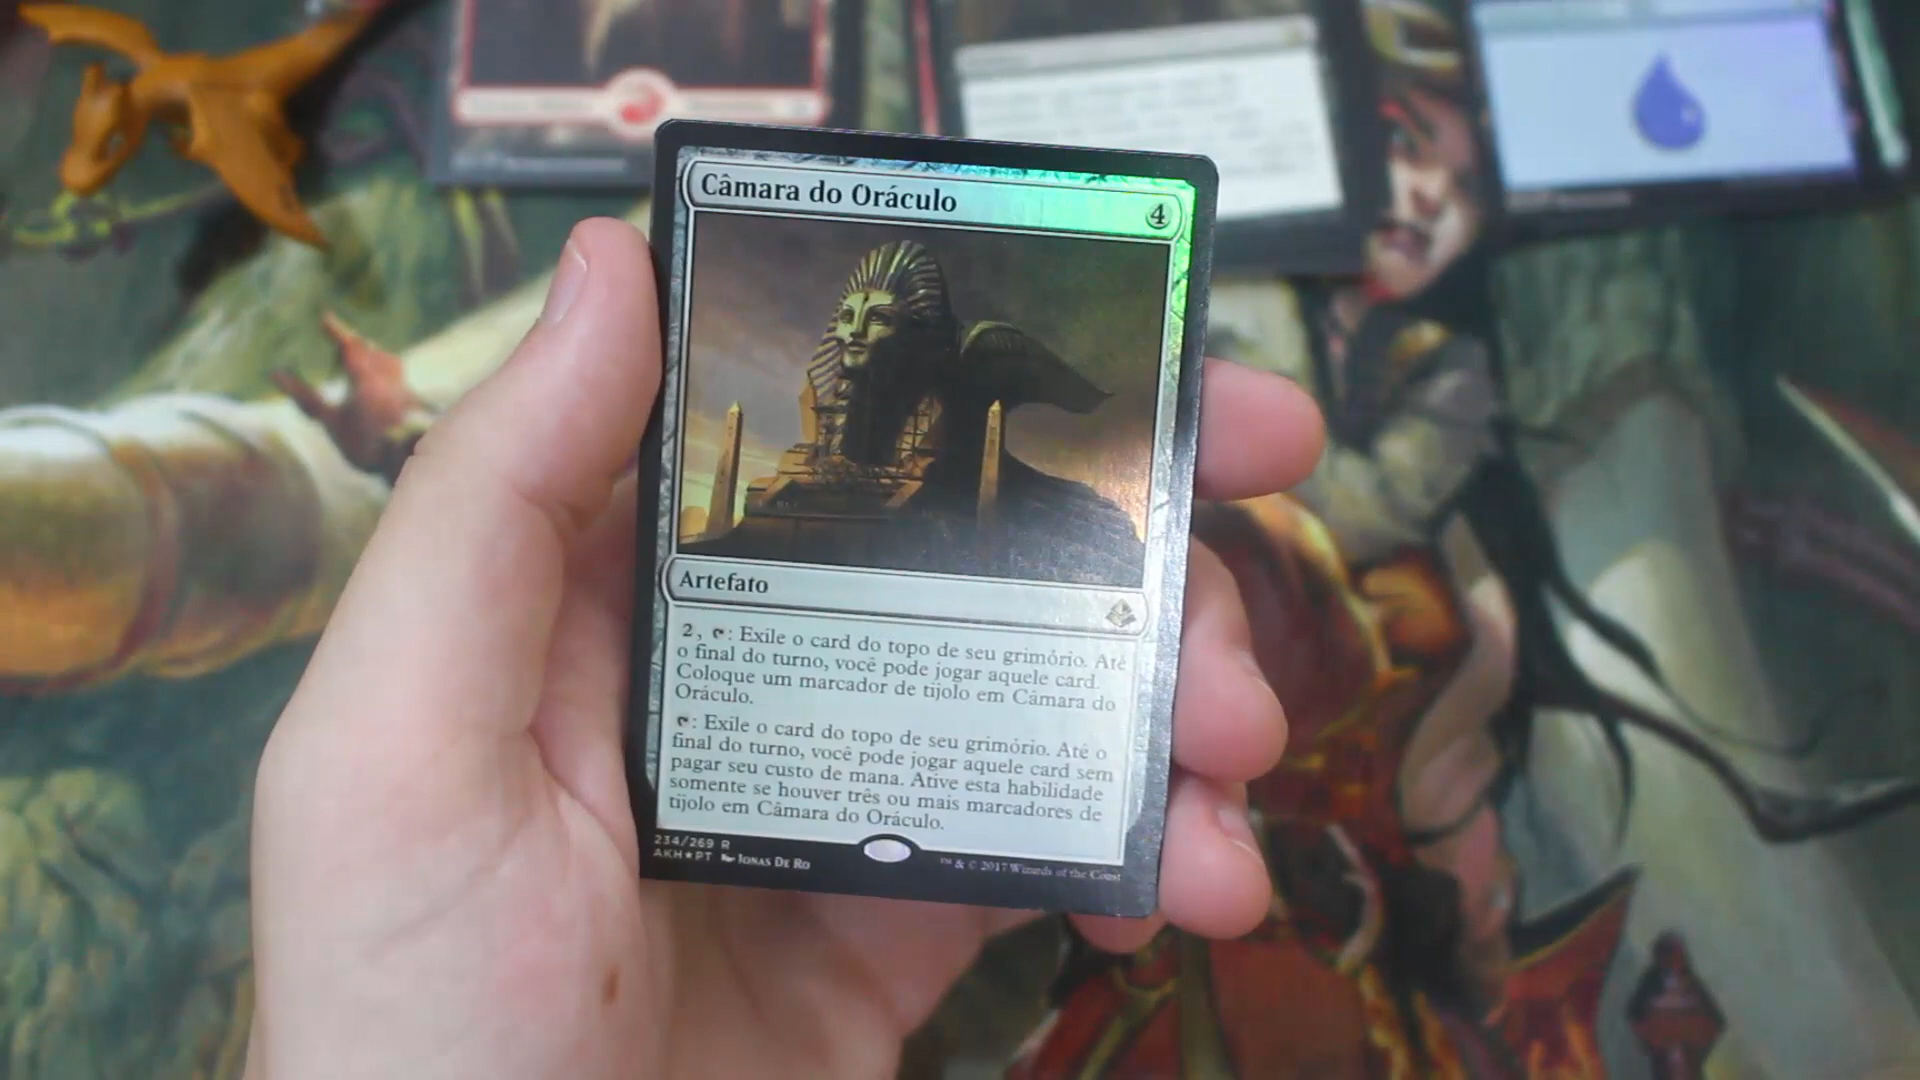 Câmara do Oráculo 4
Artefato
2, : Exile o card do topo de seu grimório. Até
o final do turno, você pode jogar aquele card.
Coloque um marcador de tijolo em Câmara do
Oráculo.
: Exile o card do topo de seu grimório. Até o
final do turno, você pode jogar aquele card sem
pagar seu custo de mana. Ative esta habilidade
somente se houver três ou mais marcadores de
tijolo em Câmara do Oráculo.
234/269 R
AKH★PT Jonas De Ro
™ & © 2017 Wizards of the Coast